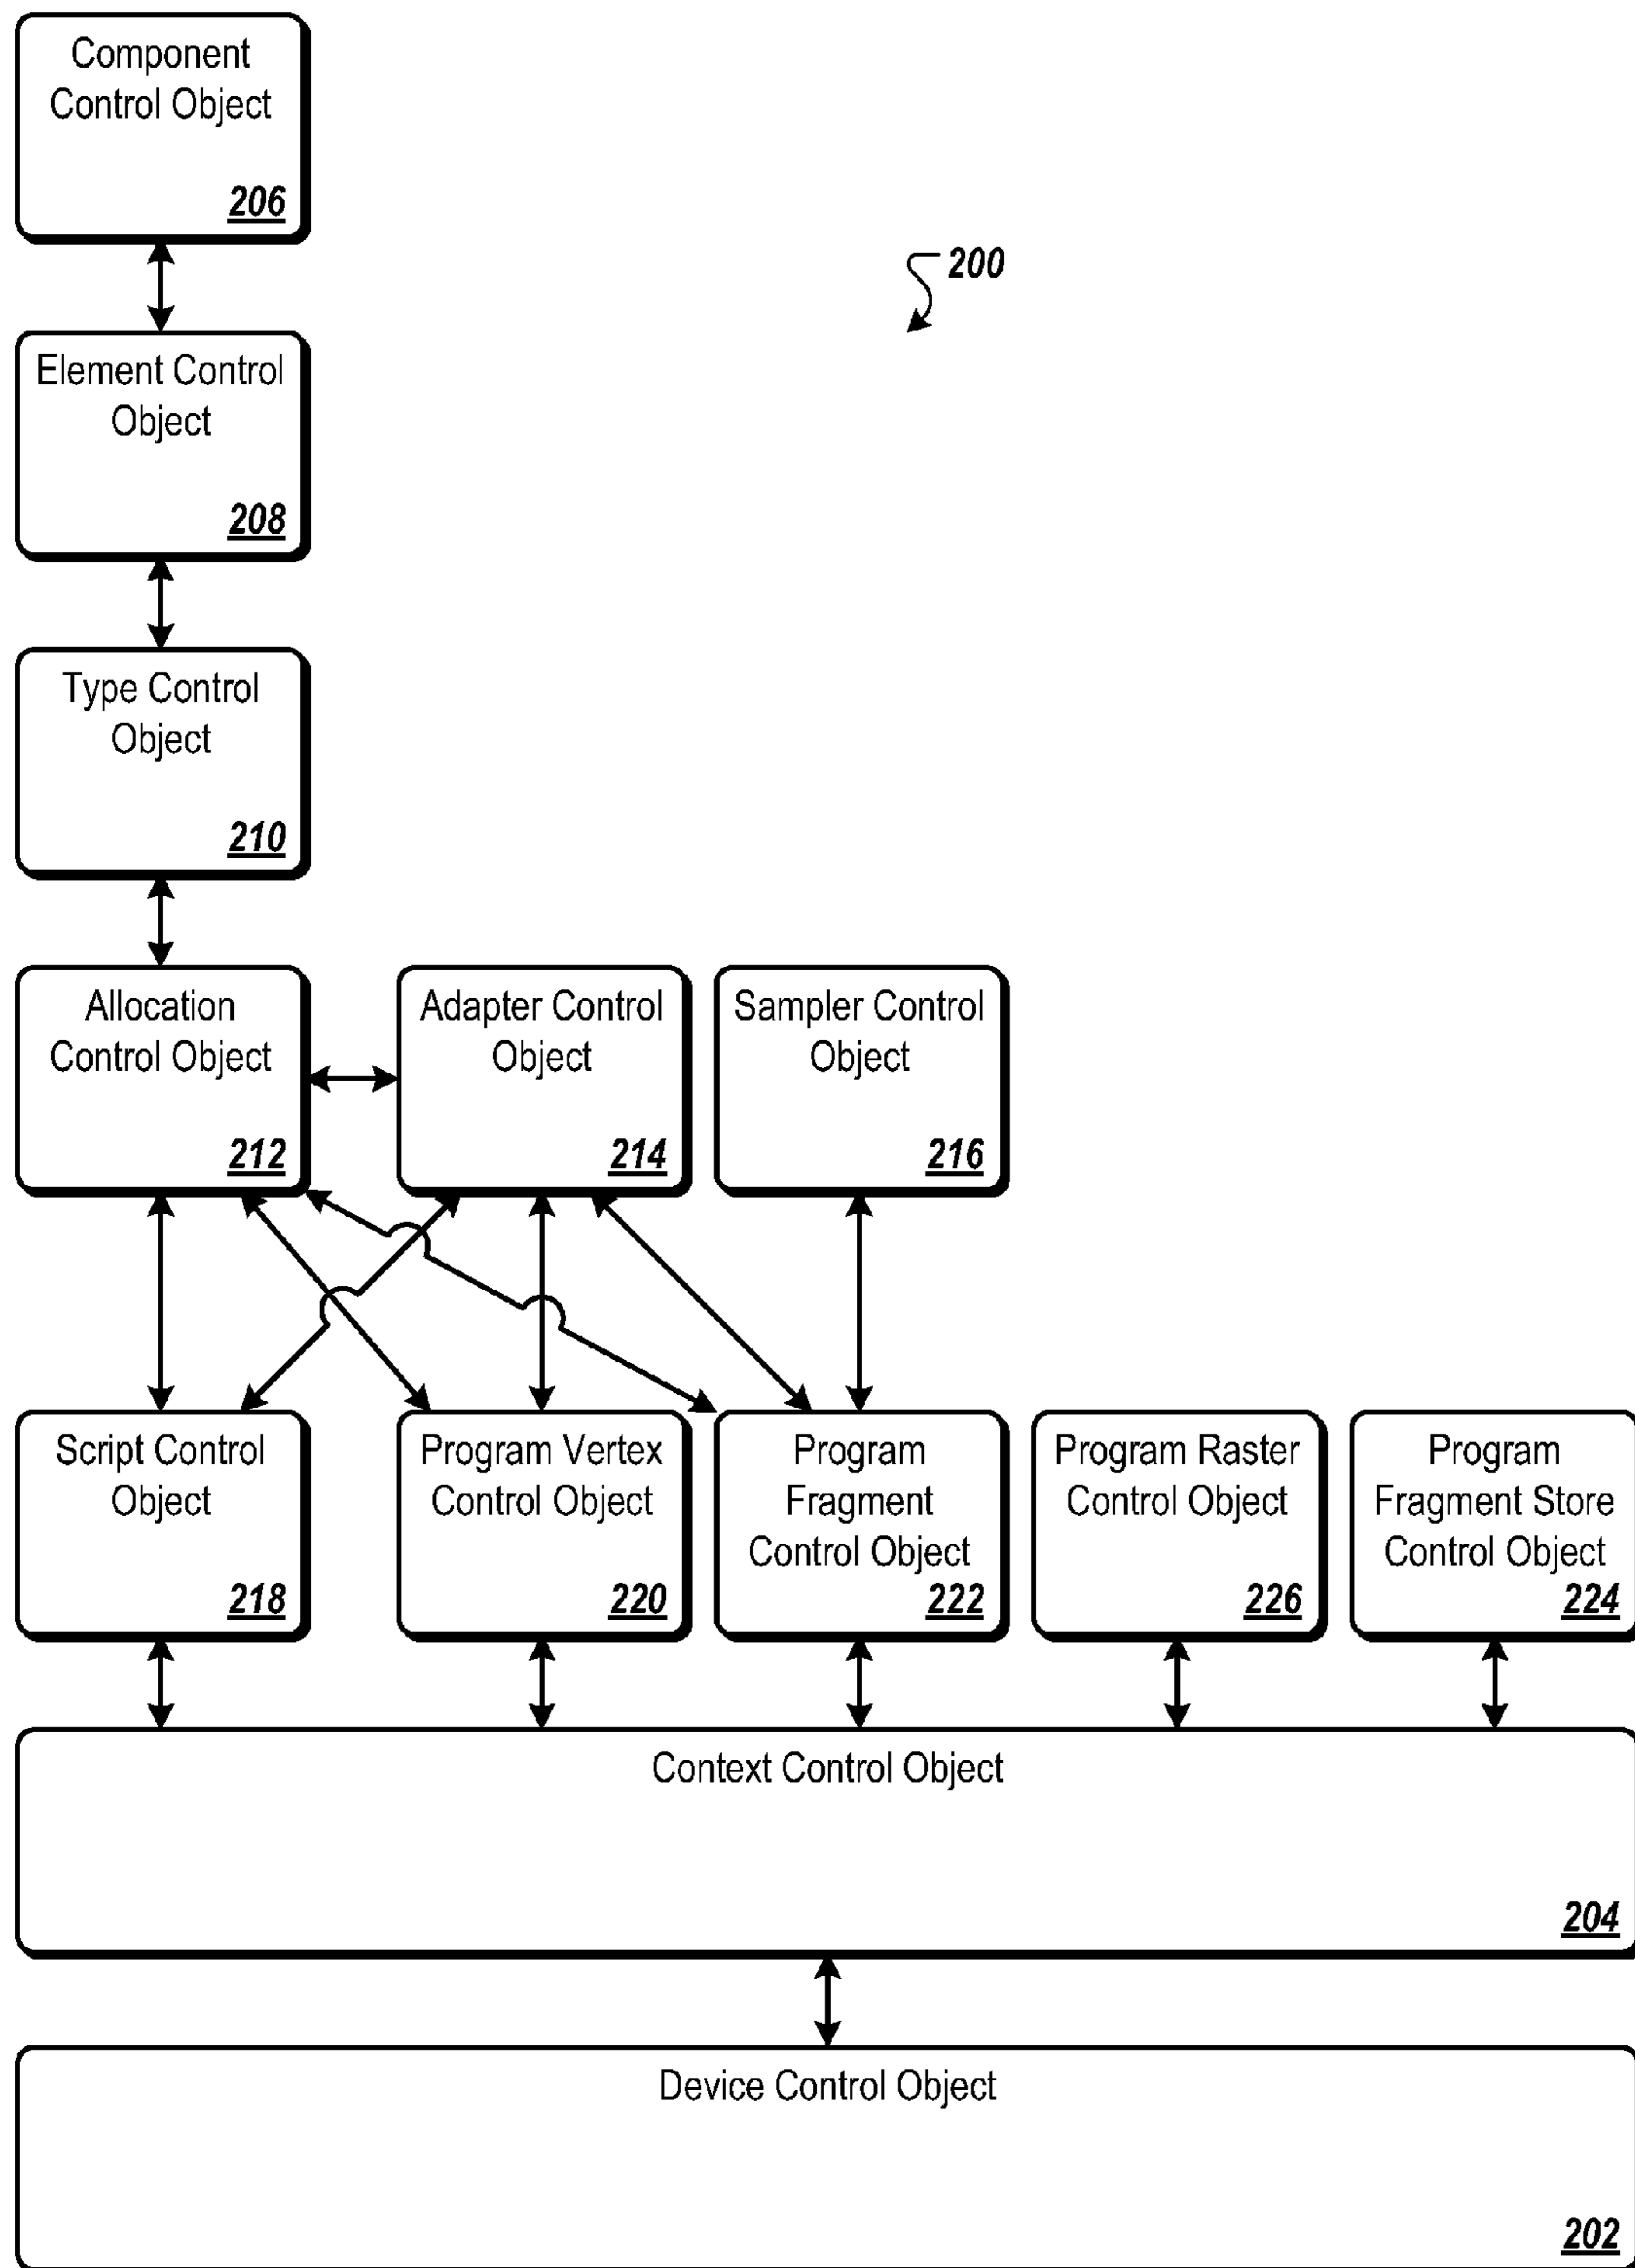 Component
Control Object
206
200
Element Control
Object
208
Type Control
Object
210
Allocation
Control Object
212
Adapter Control
Object
214
Sampler Control
Object
216
Script Control
Object
218
Program Vertex
Control Object
220
Program
Fragment
Control Object
222
Program Raster
Control Object
226
Program
Fragment Store
Control Object
224
Context Control Object
204
Device Control Object
202